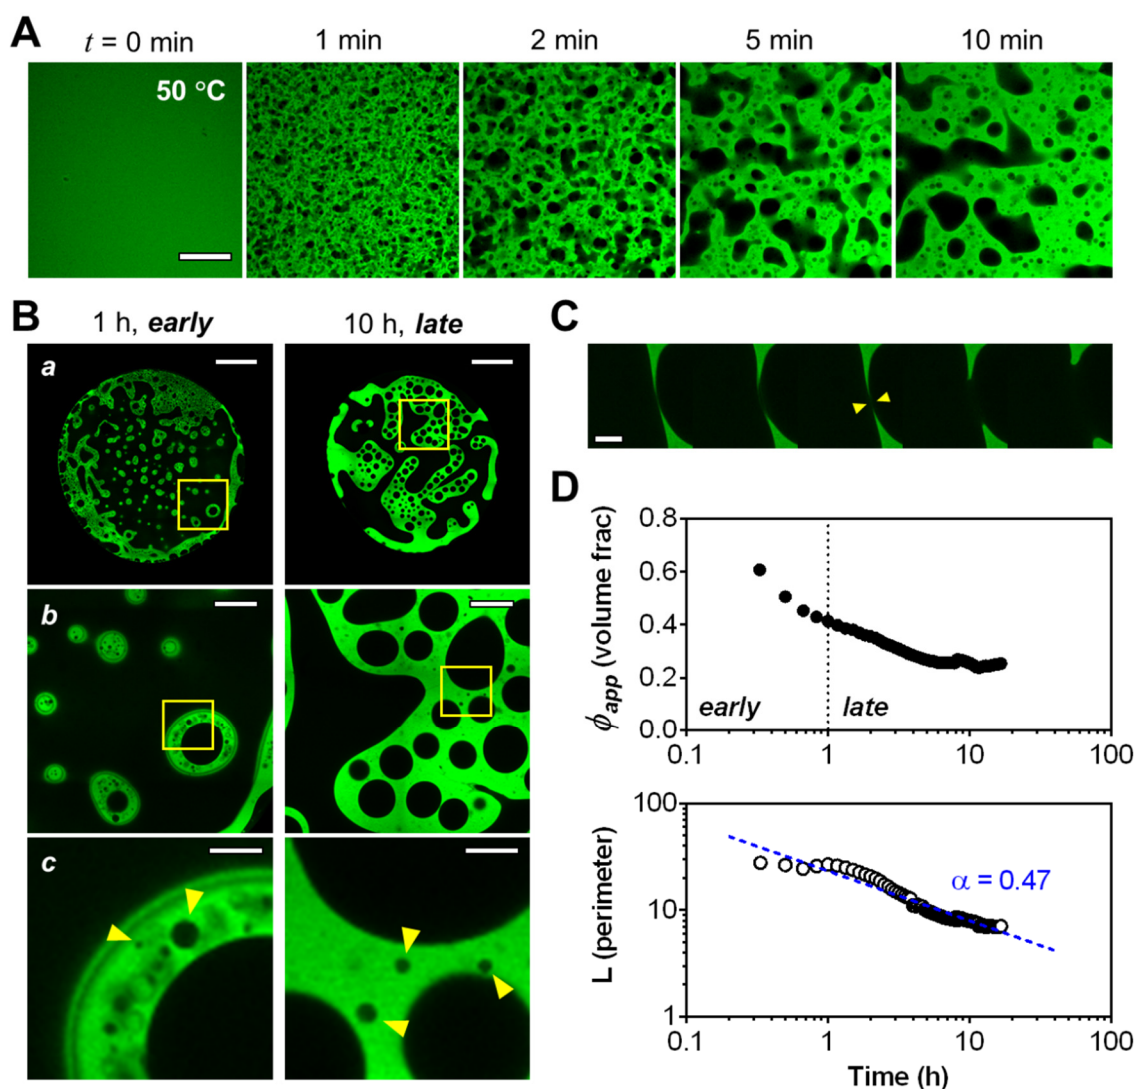 A
t = 0 min
1 min
2 min
5 min
10 min
50 °C
B
1 h, early
10 h, late
a
b
c
C
D
ϕapp (volume frac)
0.8
0.6
0.4
0.2
0.0
early
late
0.1
1
10
100
L (perimeter)
100
10
1
α = 0.47
0.1
1
10
100
Time (h)